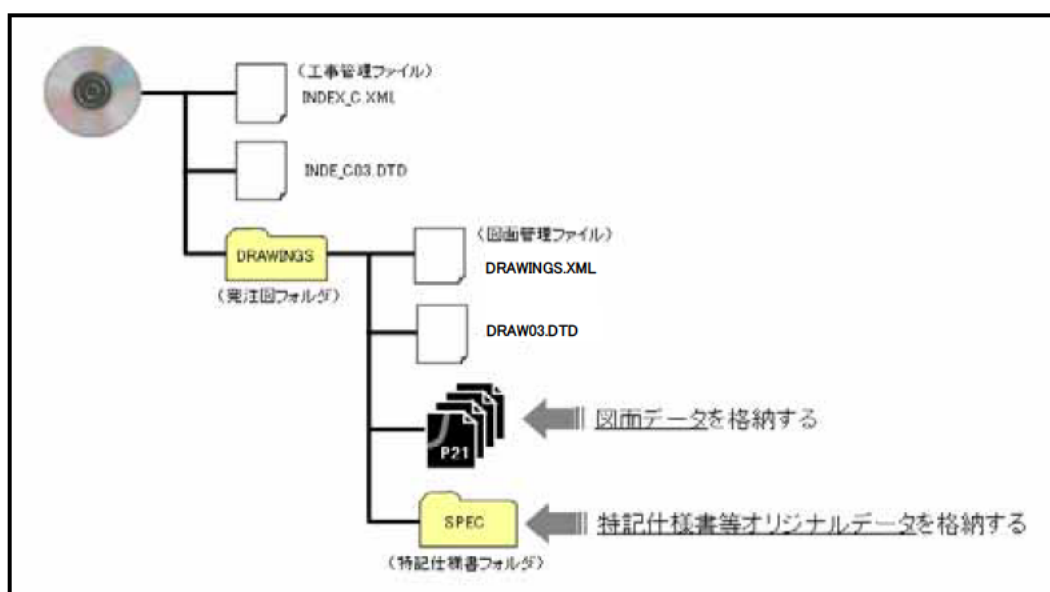 （工事管理ファイル）
INDEX_C.XML
INDE_C03.DTD
DRAWINGS
（発注図フォルダ）
（図面管理ファイル）
DRAWINGS.XML
DRAW03.DTD
P21
図面データを格納する
SPEC
特記仕様書等オリジナルデータを格納する
（特記仕様書フォルダ）